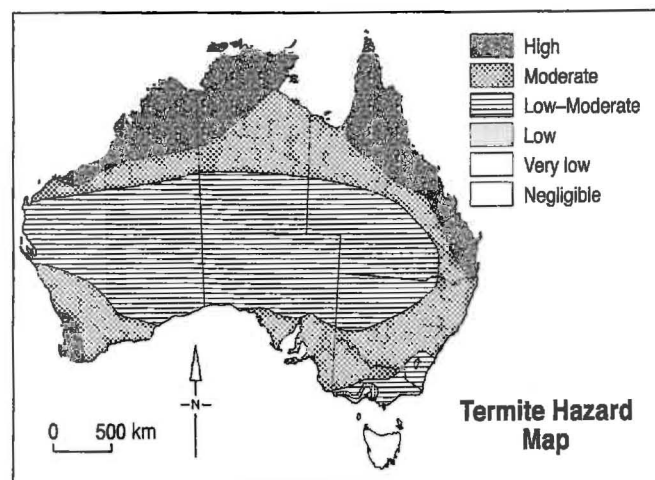 High
Moderate
Low–Moderate
Low
Very low
Negligible
–N–
0 500 km
Termite Hazard
Map